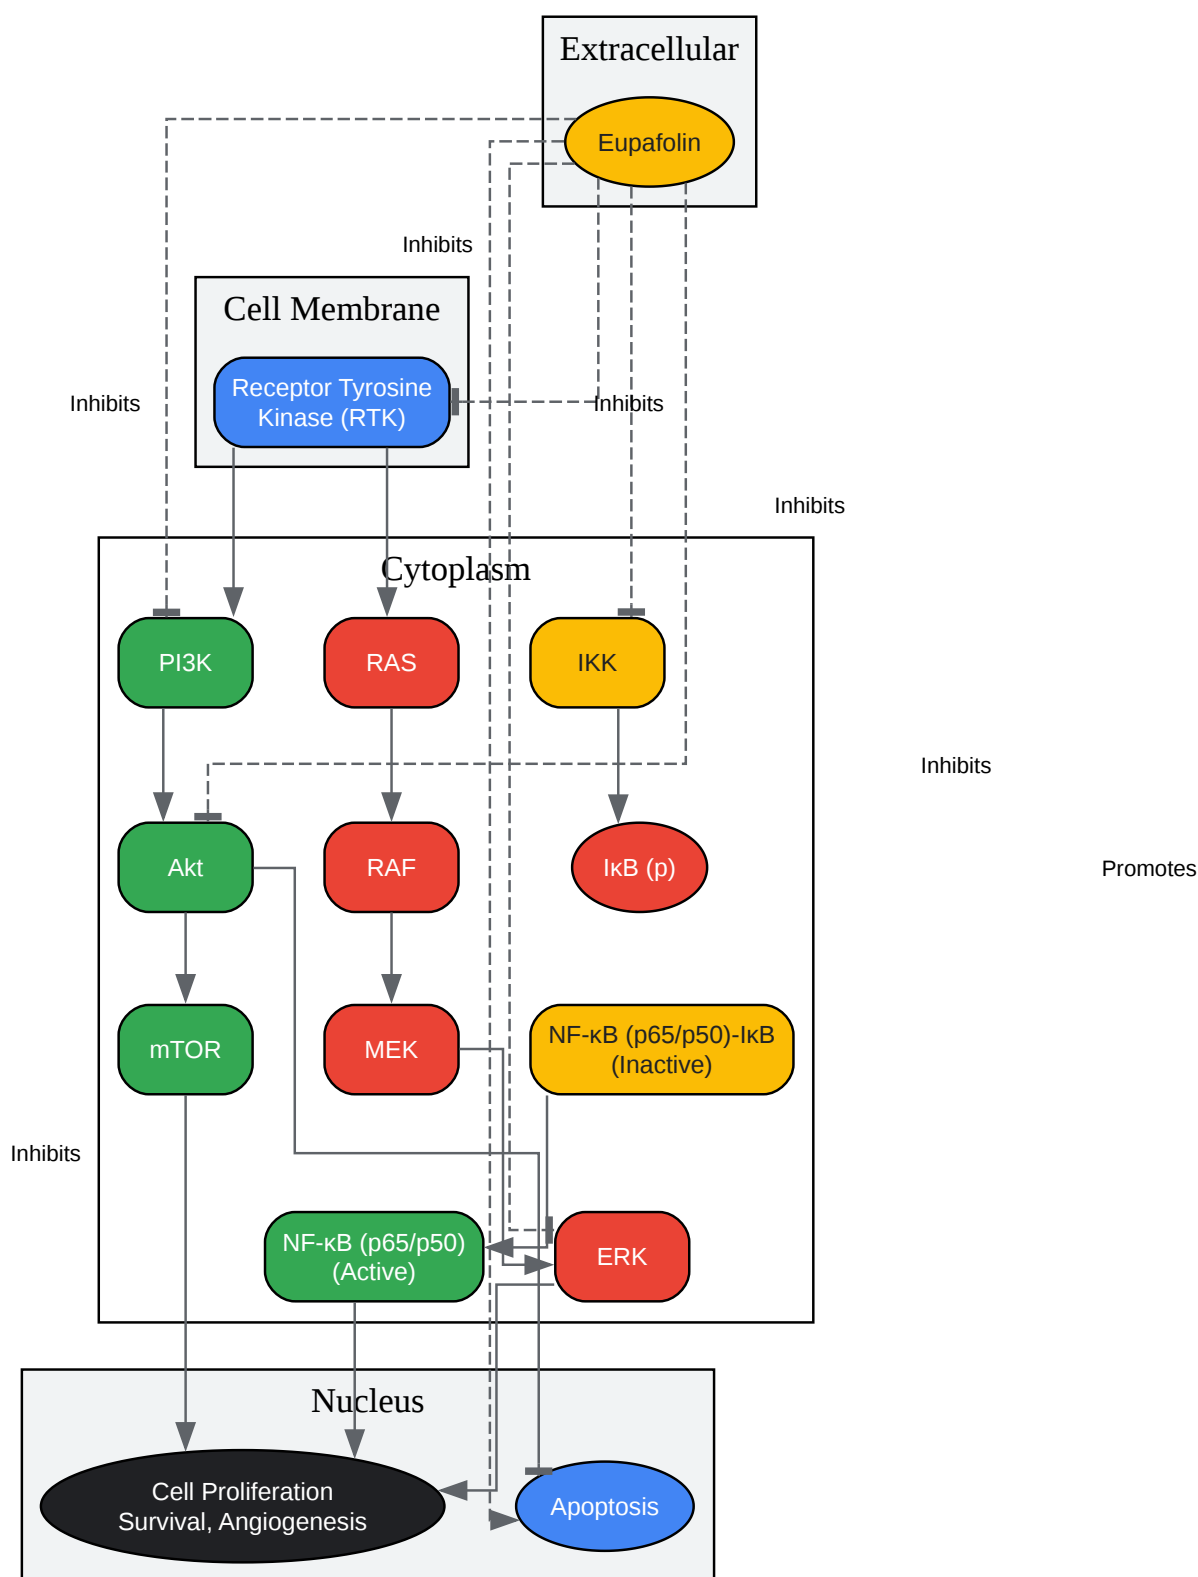 Extracellular
Eupafolin
Inhibits
Cell Membrane
Receptor Tyrosine
Kinase (RTK)
Inhibits
Inhibits
Inhibits
Cytoplasm
PI3K
RAS
IKK
Inhibits
Akt
RAF
IκB (p)
Promotes
mTOR
MEK
NF-κB (p65/p50)-IκB
(Inactive)
Inhibits
NF-κB (p65/p50)
(Active)
ERK
Nucleus
Cell Proliferation
Survival, Angiogenesis
Apoptosis